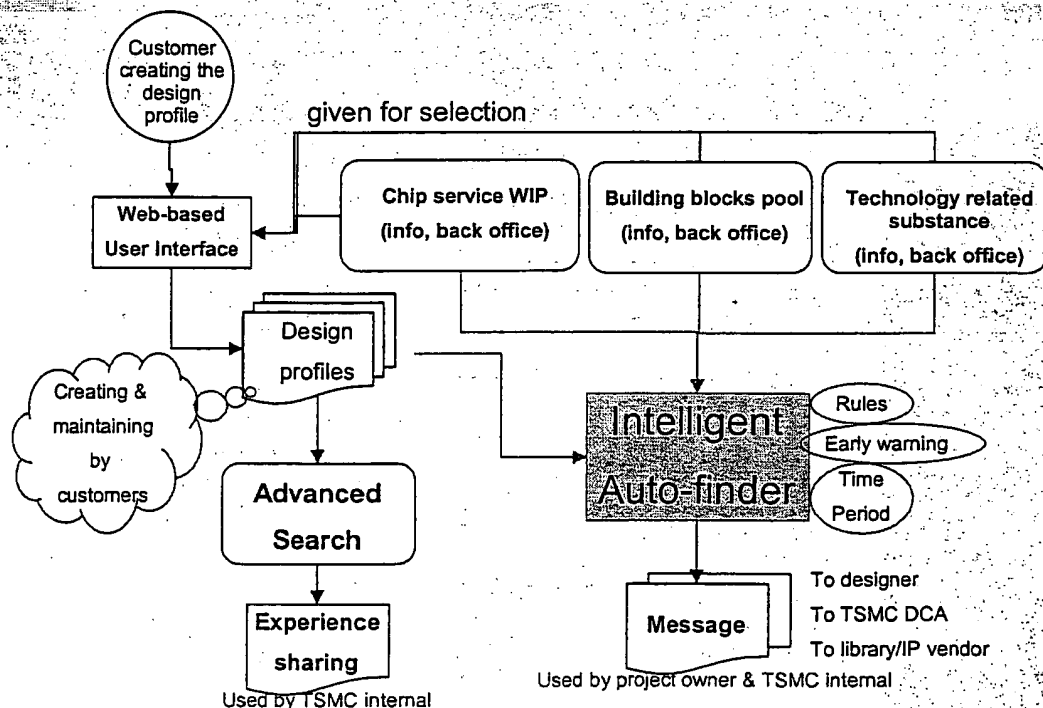 Customer
creating the
design
profile
given for selection
Web-based
User Interface
Chip service WIP
(info, back office)
Building blocks pool
(info, back office)
Technology related
substance
(info, back office)
Design
profiles
Creating &
maintaining
by
customers
Intelligent
Auto-finder
Rules
Early warning
Time
Period
Advanced
Search
Experience
sharing
Used by TSMC internal
Message
To designer
To TSMC DCA
To library/IP vendor
Used by project owner & TSMC internal